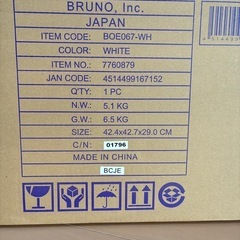 BRUNO, Inc.
JAPAN
ITEM CODE: BOE067-WH
COLOR: WHITE
ITEM: 7760879
JAN CODE: 4514499167152
Q'TY: 1 PC
N.W.: 5.1 KG
G.W.: 6.5 KG
SIZE: 42.4x42.7x29.0 CM
C/N: 01796
MADE IN CHINA
BCJE